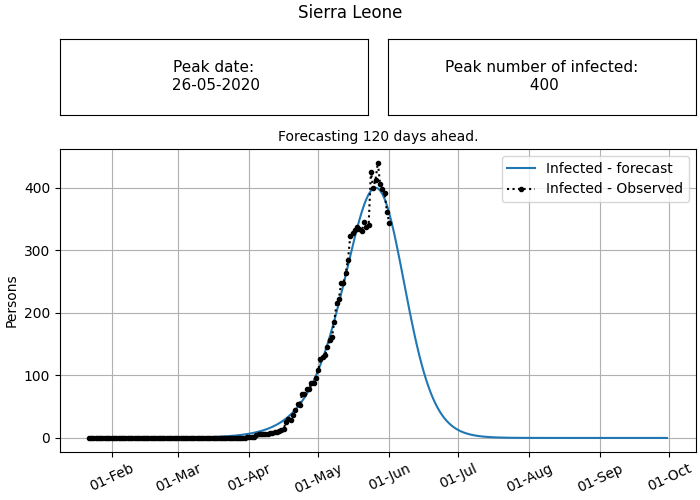 Sierra Leone
Peak date:
26-05-2020
Peak number of infected:
400
Forecasting 120 days ahead.
Infected - forecast
Infected - Observed
Persons
400
300
200
100
0
01-Feb
01-Mar
01-Apr
01-May
01-Jun
01-Jul
01-Aug
01-Sep
01-Oct